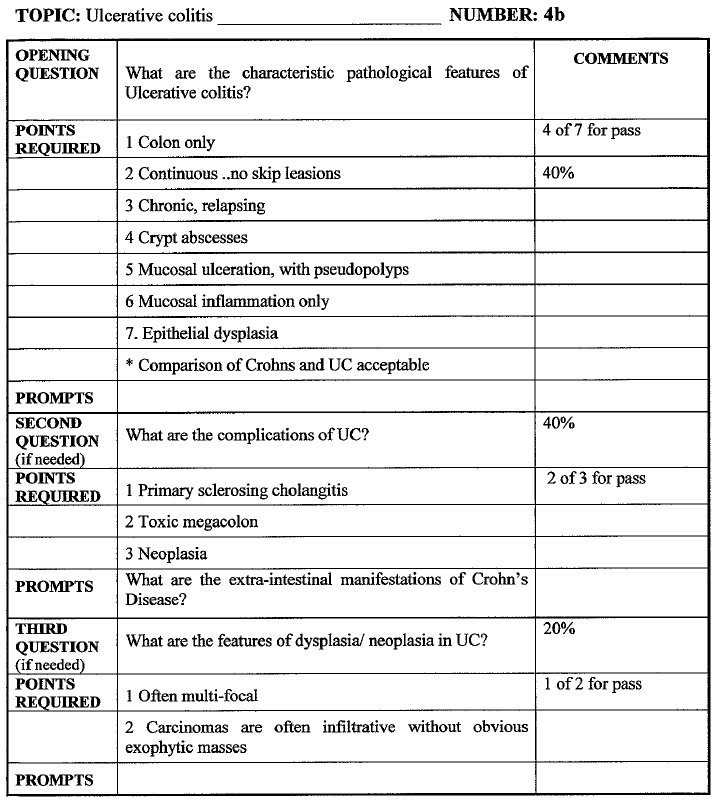 TOPIC: Ulcerative colitis ____________________________ NUMBER: 4b
OPENING
QUESTION
What are the characteristic pathological features of
Ulcerative colitis?
COMMENTS
POINTS
REQUIRED
1 Colon only
4 of 7 for pass
2 Continuous ..no skip leasions
40%
3 Chronic, relapsing
4 Crypt abscesses
5 Mucosal ulceration, with pseudopolyps
6 Mucosal inflammation only
7. Epithelial dysplasia
* Comparison of Crohns and UC acceptable
PROMPTS
SECOND
QUESTION
(if needed)
What are the complications of UC?
40%
POINTS
REQUIRED
1 Primary sclerosing cholangitis
2 of 3 for pass
2 Toxic megacolon
3 Neoplasia
PROMPTS
What are the extra-intestinal manifestations of Crohn's
Disease?
THIRD
QUESTION
(if needed)
What are the features of dysplasia/ neoplasia in UC?
20%
POINTS
REQUIRED
1 Often multi-focal
1 of 2 for pass
2 Carcinomas are often infiltrative without obvious
exophytic masses
PROMPTS